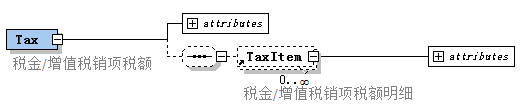 attributes
Tax
税金/增值税销项税额
TaxItem
attributes
0..∞
税金/增值税销项税额明细